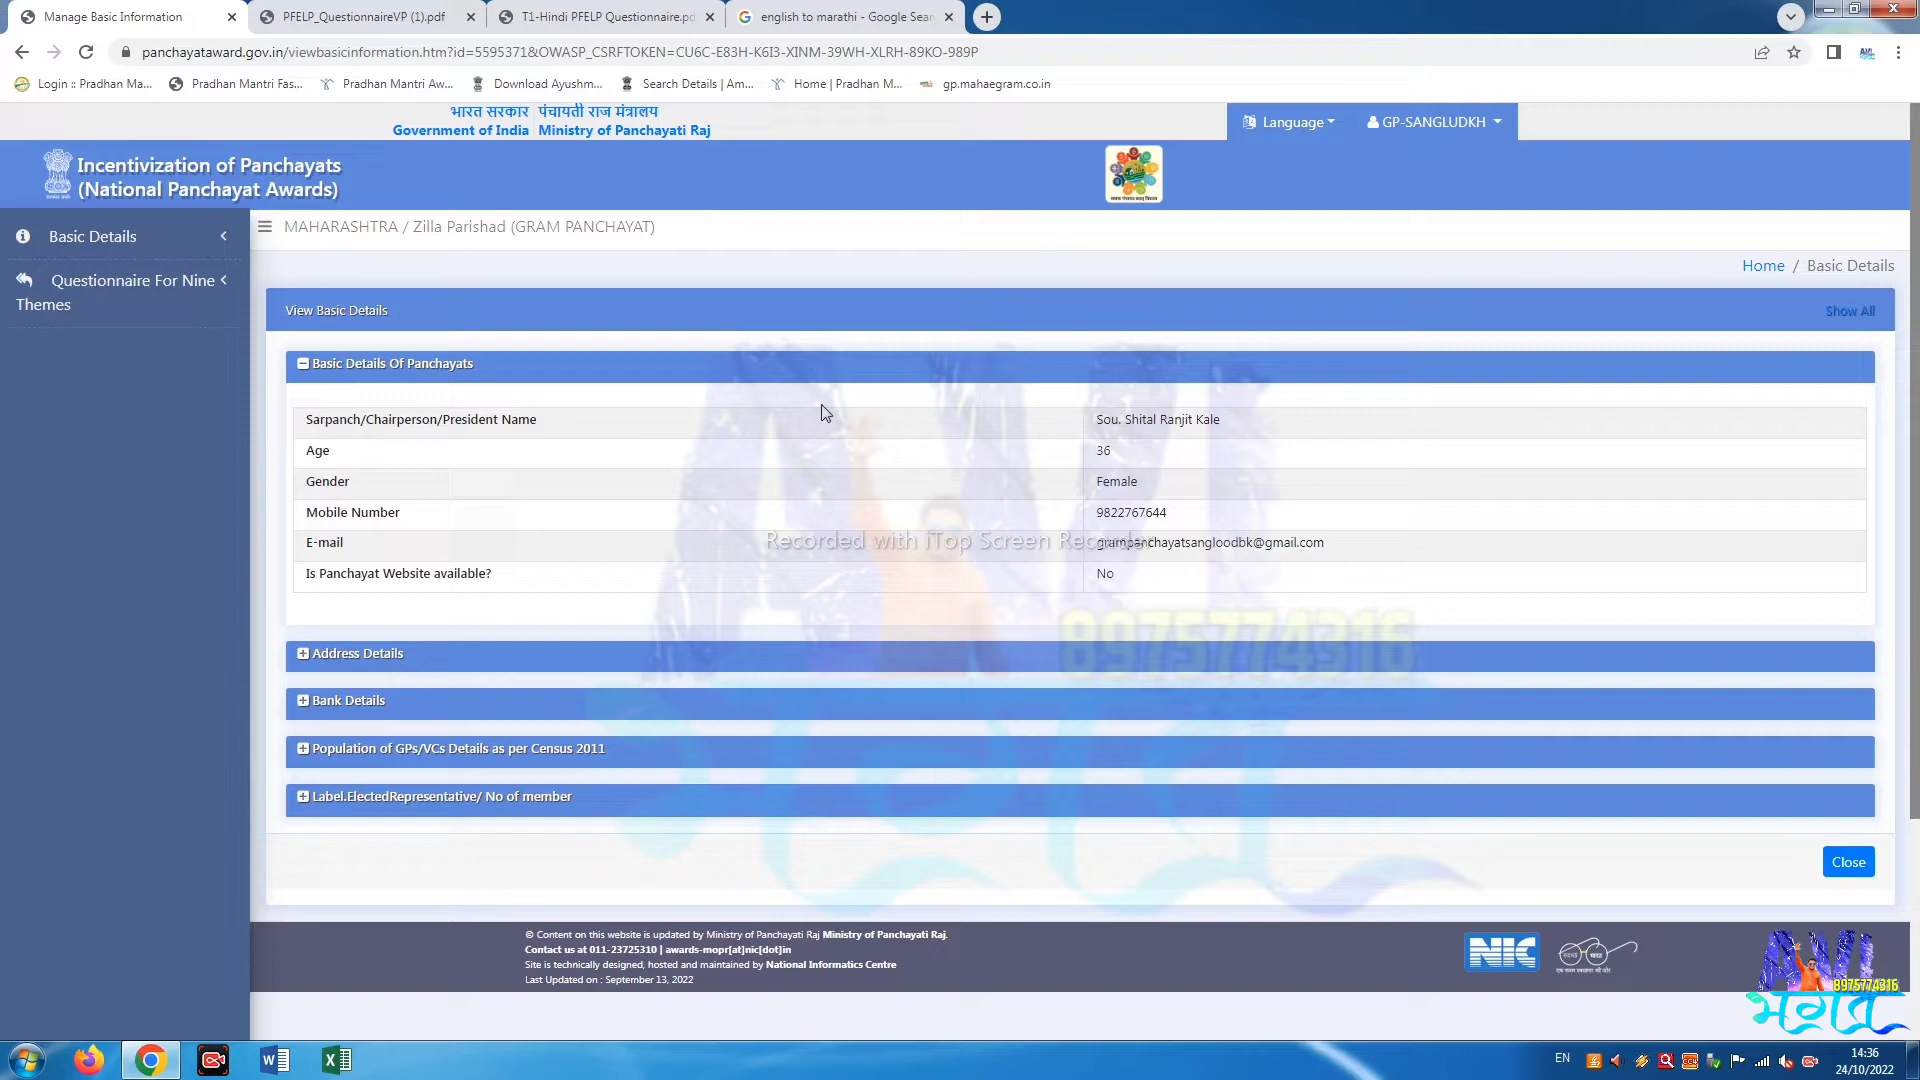 Manage Basic Information
PFELP_QuestionnaireVP (1).pdf
T1-Hindi PFELP Questionnaire.pd
english to marathi - Google Sear
panchayataward.gov.in/viewbasicinformation.htm?id=5595371&OWASP_CSRFTOKEN=CU6C-E83H-K6I3-XINM-39WH-XLRH-89KO-989P
Login :: Pradhan Ma...
Pradhan Mantri Fas...
Pradhan Mantri Aw...
Download Ayushm...
Search Details | Am...
Home | Pradhan M...
gp.mahaegram.co.in
भारत सरकार पंचायती राज मंत्रालय
Government of India Ministry of Panchayati Raj
Language
GP-SANGLUDKH
Incentivization of Panchayats
(National Panchayat Awards)
Basic Details
Questionnaire For Nine
Themes
MAHARASHTRA / Zilla Parishad (GRAM PANCHAYAT)
Home / Basic Details
View Basic Details
Show All
Basic Details Of Panchayats
Sarpanch/Chairperson/President Name
Sou. Shital Ranjit Kale
Age
36
Gender
Female
Mobile Number
9822767644
E-mail
grampanchayatsangloodbk@gmail.com
Is Panchayat Website available?
No
Recorded with iTop Screen Recorder
8975774316
भगत
Address Details
Bank Details
Population of GPs/VCs Details as per Census 2011
Label.ElectedRepresentative/ No of member
Close
© Content on this website is updated by Ministry of Panchayati Raj Ministry of Panchayati Raj.
Contact us at 011-23725310 | awards-mopr[at]nic[dot]in
Site is technically designed, hosted and maintained by National Informatics Centre
Last Updated on : September 13, 2022
NIC
AVI
8975774316
भगत
EN
14:36
24/10/2022